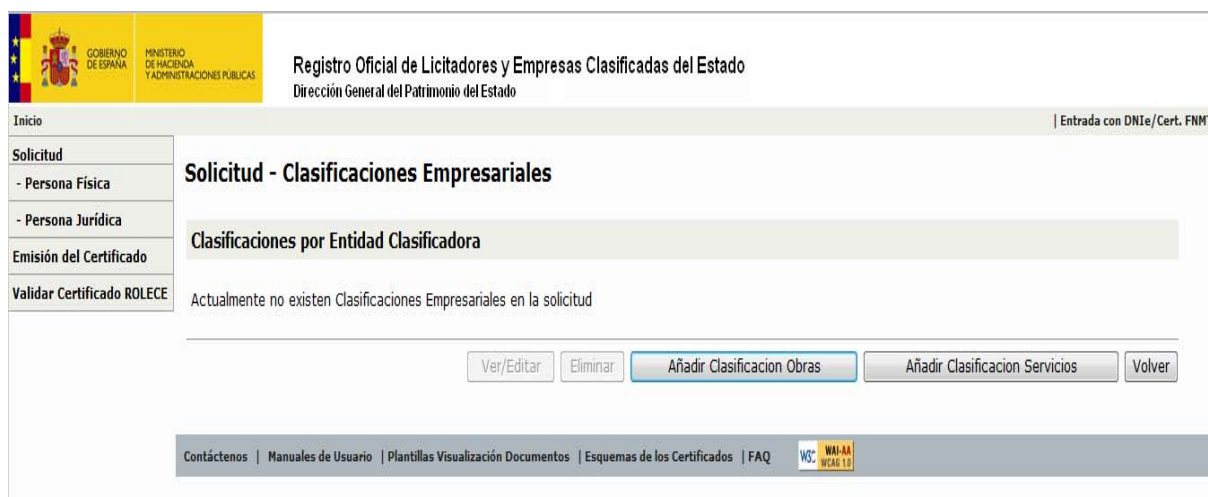 GOBIERNO
DE ESPAÑA
MINISTERIO
DE HACIENDA
Y ADMINISTRACIONES PÚBLICAS
Registro Oficial de Licitadores y Empresas Clasificadas del Estado
Dirección General del Patrimonio del Estado
Inicio | Entrada con DNIe/Cert. FNMT
Solicitud
- Persona Física
- Persona Jurídica
Emisión del Certificado
Validar Certificado ROLECE
Solicitud - Clasificaciones Empresariales
Clasificaciones por Entidad Clasificadora
Actualmente no existen Clasificaciones Empresariales en la solicitud
Ver/Editar Eliminar Añadir Clasificacion Obras Añadir Clasificacion Servicios Volver
Contáctenos | Manuales de Usuario | Plantillas Visualización Documentos | Esquemas de los Certificados | FAQ W3C WAI-AA
WCAG 1.0